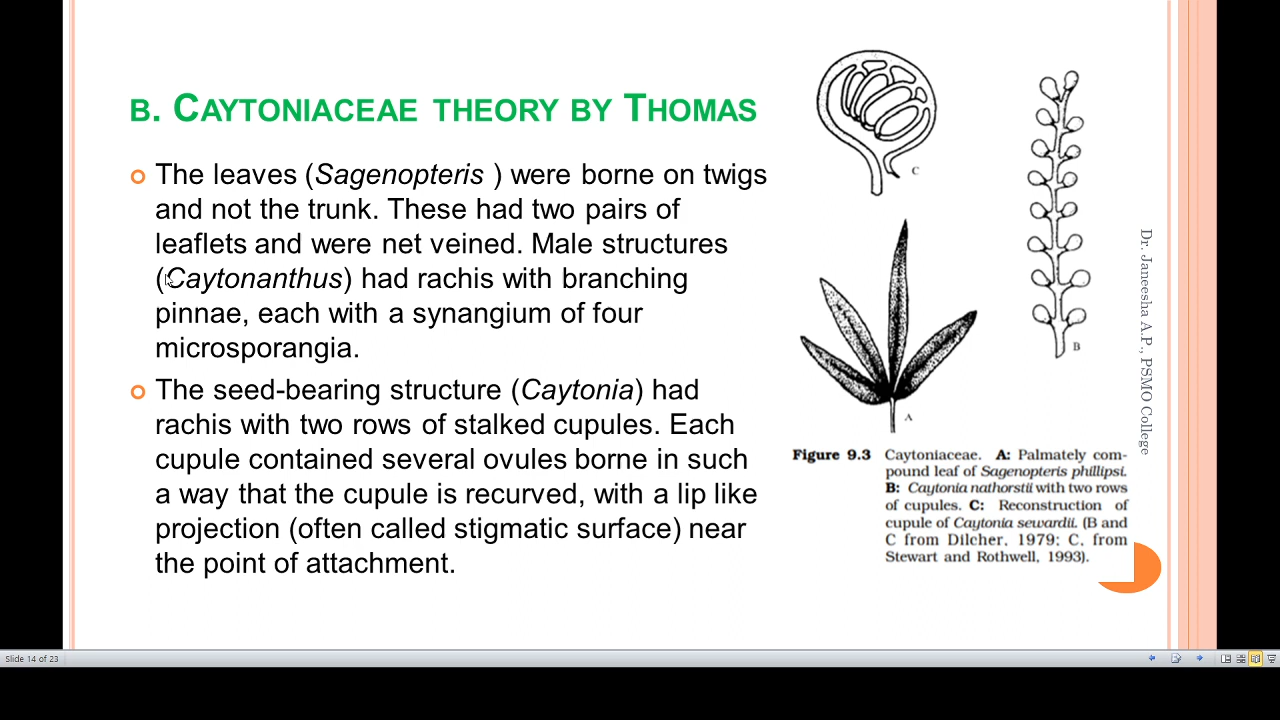 B. CAYTONIACEAE THEORY BY THOMAS
The leaves (Sagenopteris ) were borne on twigs
and not the trunk. These had two pairs of
leaflets and were net veined. Male structures
(Caytonanthus) had rachis with branching
pinnae, each with a synangium of four
microsporangia.
The seed-bearing structure (Caytonia) had
rachis with two rows of stalked cupules. Each
cupule contained several ovules borne in such
a way that the cupule is recurved, with a lip like
projection (often called stigmatic surface) near
the point of attachment.
C
B
A
Figure 9.3 Caytoniaceae. A: Palmately com-
pound leaf of Sagenopteris phillipsi.
B: Caytonia nathorstii with two rows
of cupules. C: Reconstruction of
cupule of Caytonia sewardii. (B and
C from Dilcher, 1979; C, from
Stewart and Rothwell, 1993).
Dr. Janeesha A.P., PSMO College
Slide 14 of 23